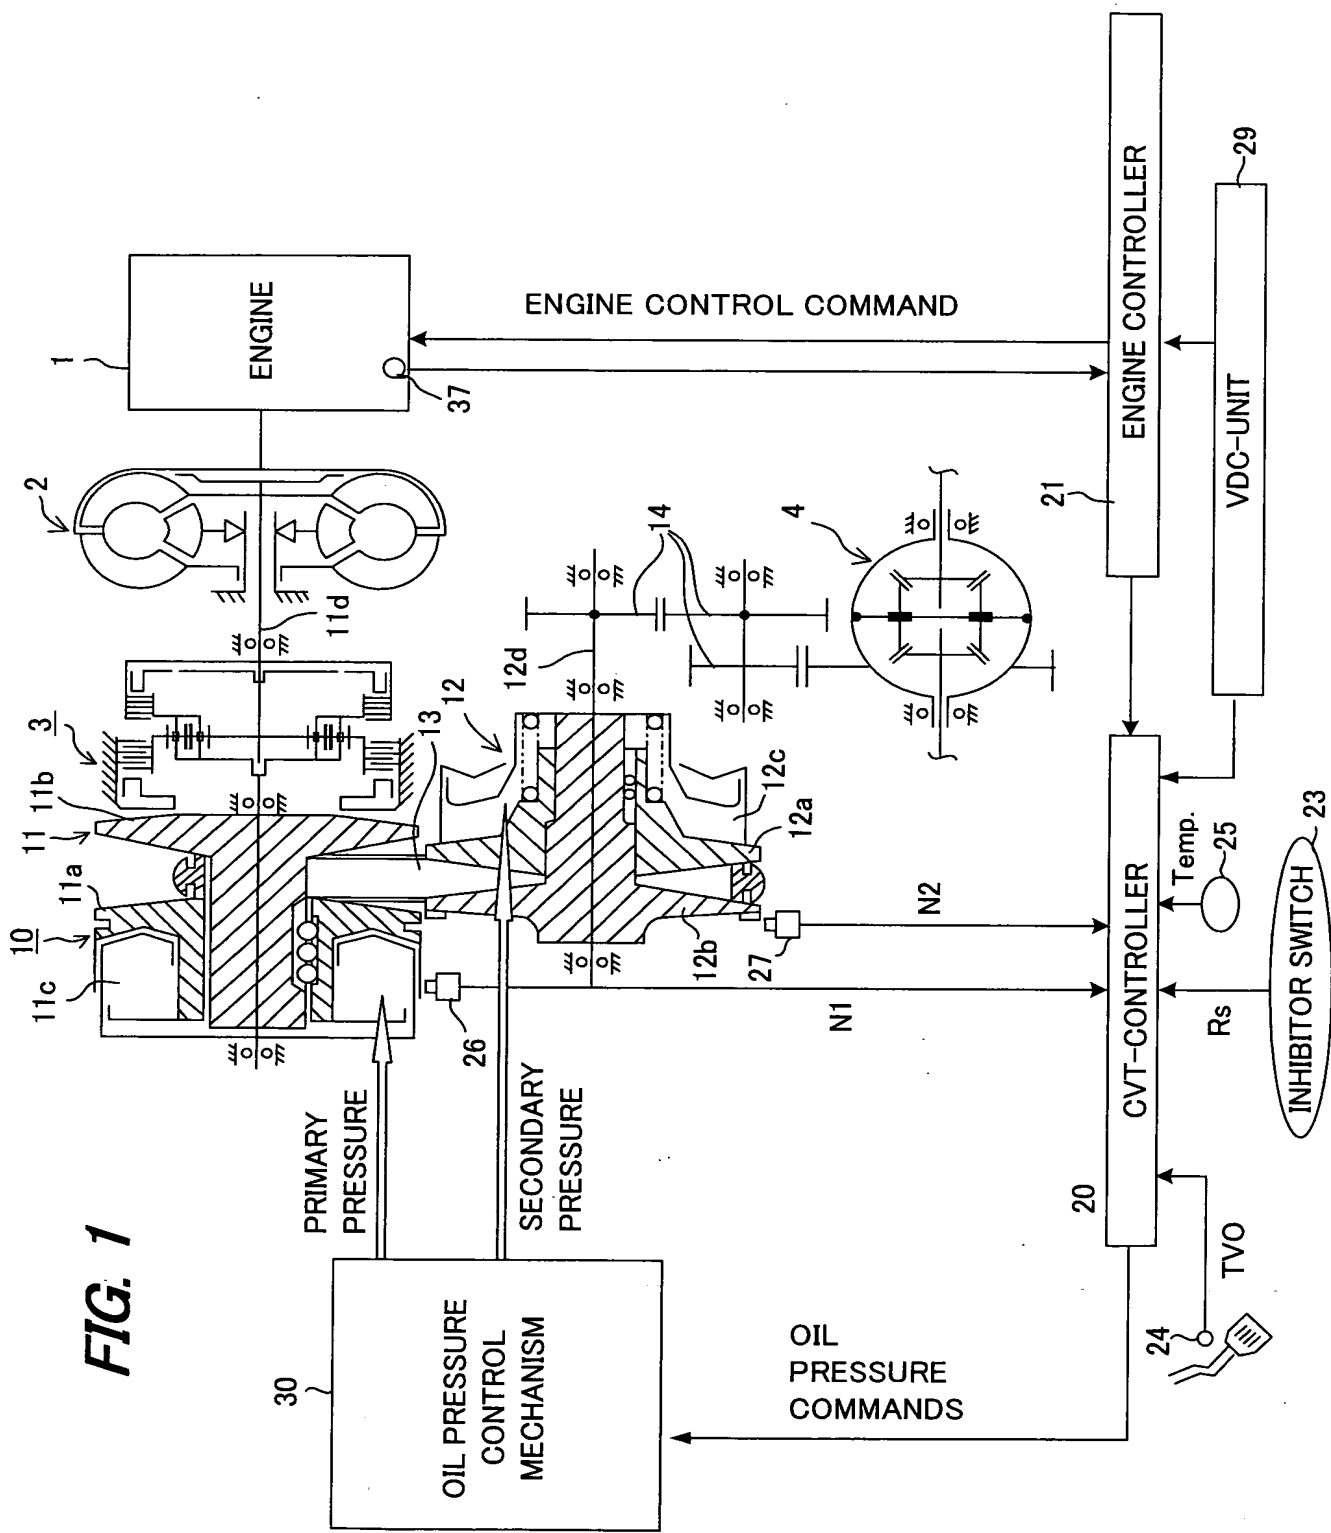 FIG. 1
10
11c
11a
11
11b
3
11d
2
1
ENGINE
37
PRIMARY
PRESSURE
SECONDARY
PRESSURE
26
13
12
12d
12c
12a
12b
27
14
4
30
OIL PRESSURE
CONTROL
MECHANISM
ENGINE CONTROL COMMAND
OIL
PRESSURE
COMMANDS
N1
N2
20
CVT-CONTROLLER
21
ENGINE CONTROLLER
24
TVO
Rs
Temp.
25
23
INHIBITOR SWITCH
VDC-UNIT
29